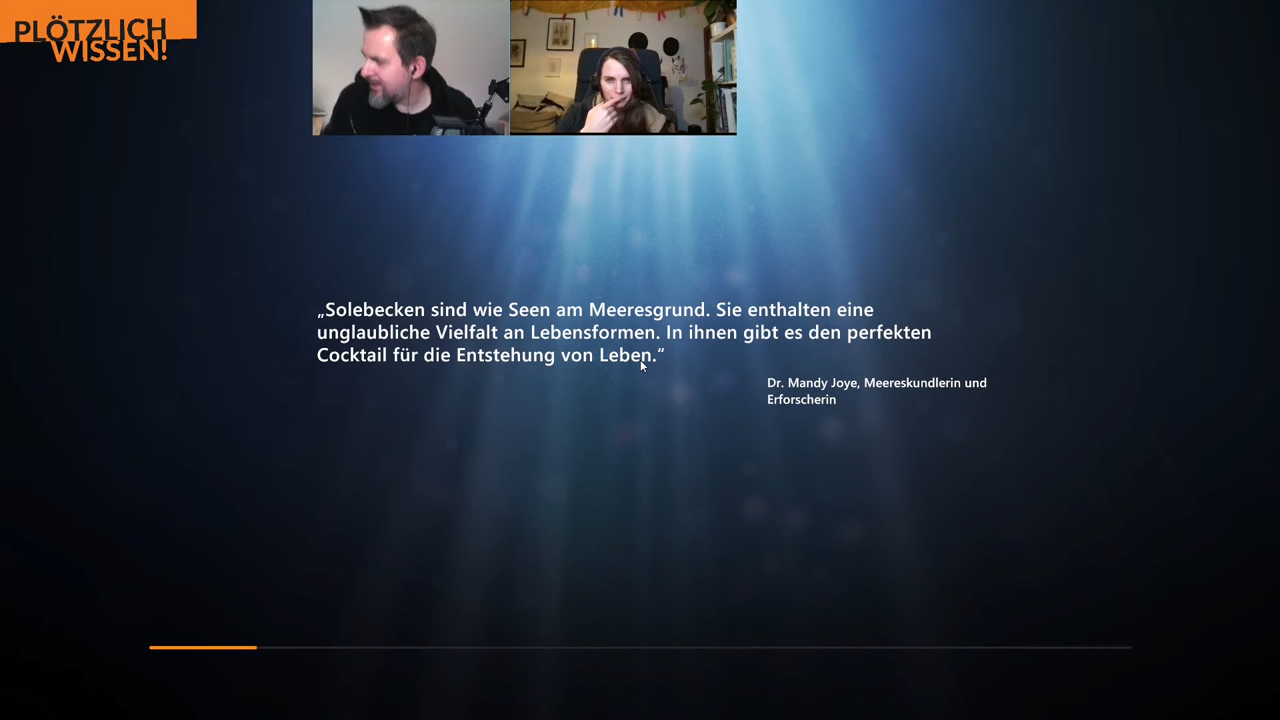 PLÖTZLICH
WISSEN!
„Solebecken sind wie Seen am Meeresgrund. Sie enthalten eine
unglaubliche Vielfalt an Lebensformen. In ihnen gibt es den perfekten
Cocktail für die Entstehung von Leben.“
Dr. Mandy Joye, Meereskundlerin und
Erforscherin